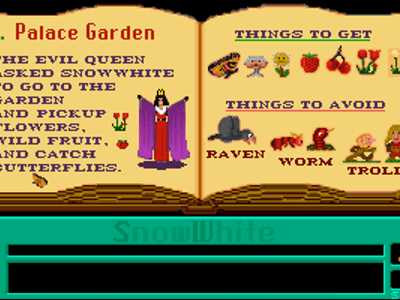 . Palace Garden
THE EVIL QUEEN
ASKED SNOWWHITE
TO GO TO THE
GARDEN
AND PICKUP
FLOWERS,
WILD FRUIT,
AND CATCH
BUTTERFLIES.
THINGS TO GET
THINGS TO AVOID
RAVEN
WORM
TROLL
SnowWhite